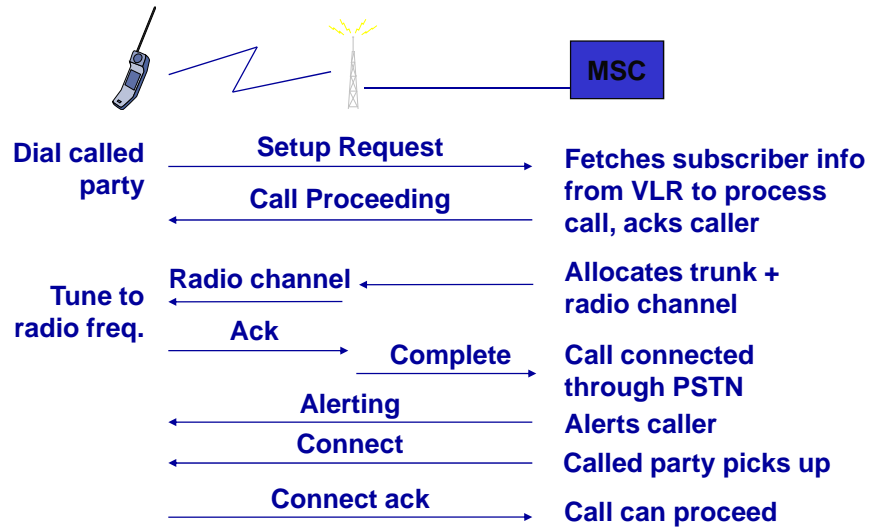 MSC
Dial called
party
Setup Request
Call Proceeding
Fetches subscriber info
from VLR to process
call, acks caller
Radio channel
Allocates trunk +
radio channel
Tune to
radio freq.
Ack
Complete
Call connected
through PSTN
Alerting
Alerts caller
Connect
Called party picks up
Connect ack
Call can proceed